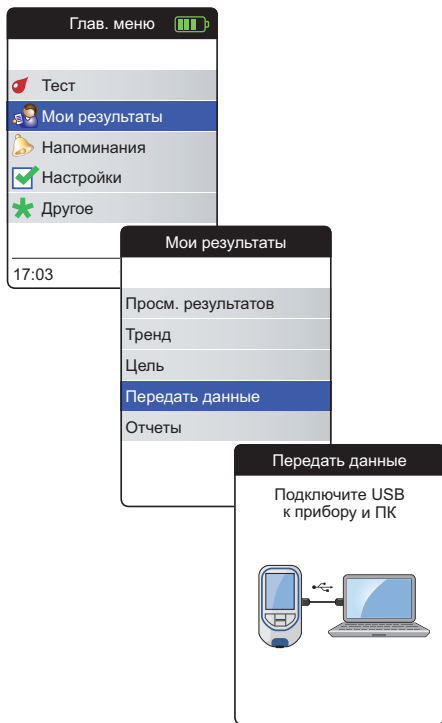 Глав. меню
Тест
Мои результаты
Напоминания
Настройки
Другое
17:03
Мои результаты
Просм. результатов
Тренд
Цель
Передать данные
Отчеты
Передать данные
Подключите USB
к прибору и ПК